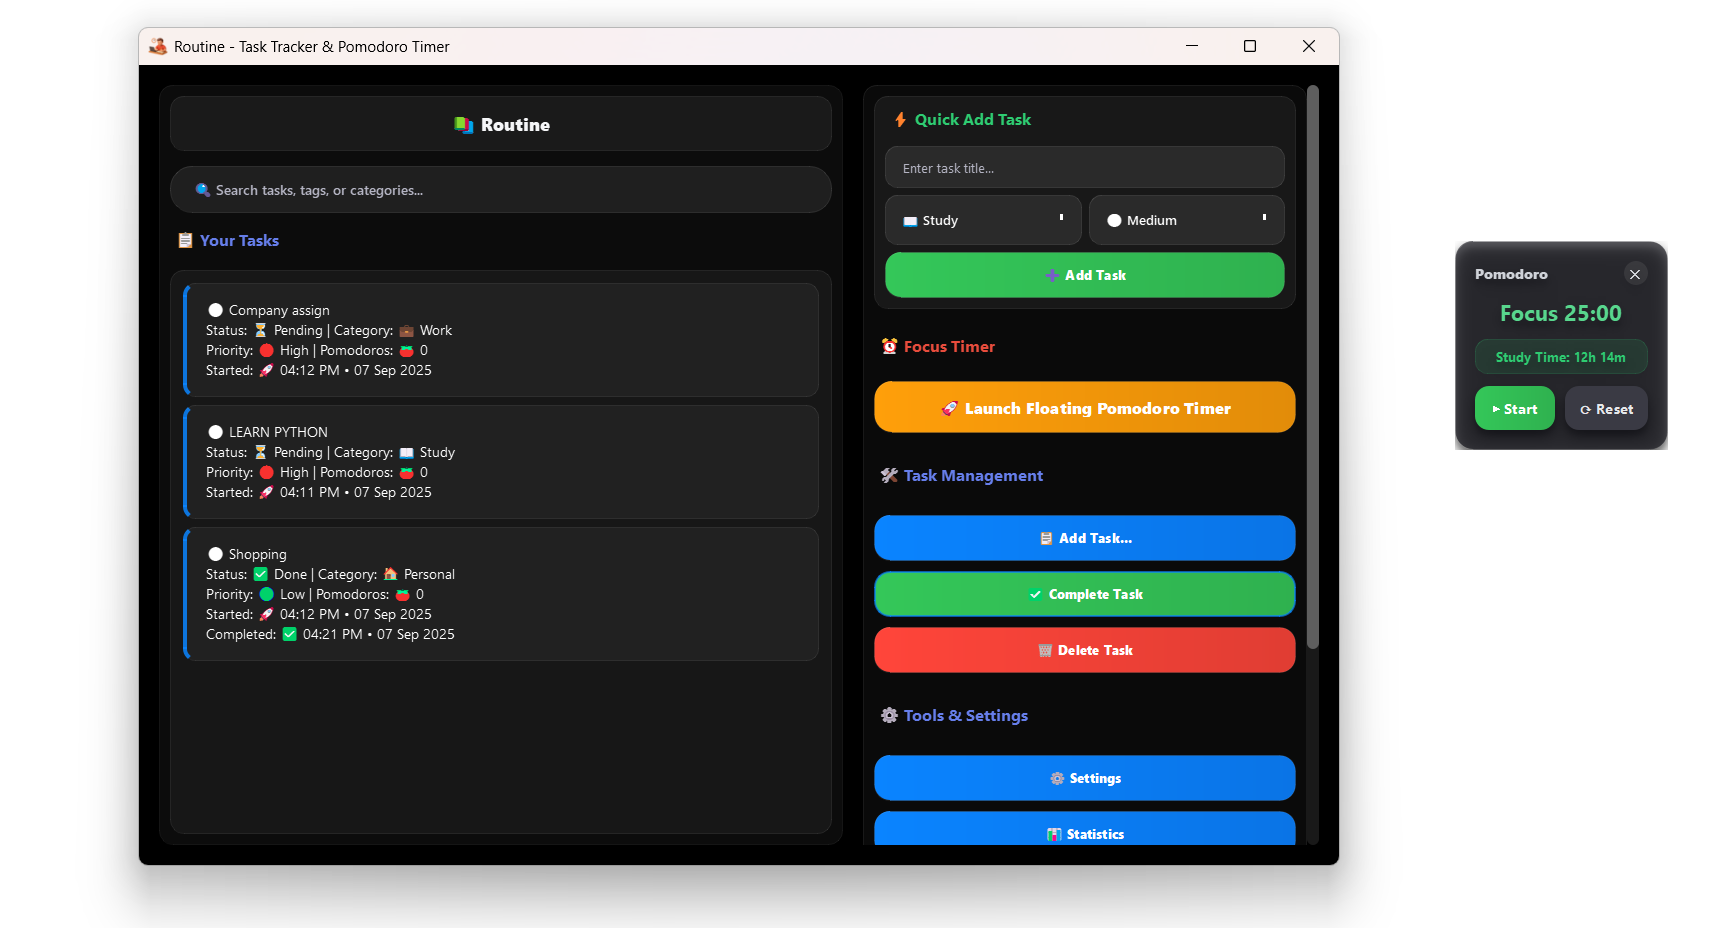 Routine - Task Tracker & Pomodoro Timer
Routine
Search tasks, tags, or categories...
Your Tasks
Company assign
Status: ⏳ Pending | Category: 💼 Work
Priority: 🔴 High | Pomodoros: 🍅 0
Started: 🚀 04:12 PM • 07 Sep 2025
LEARN PYTHON
Status: ⏳ Pending | Category: 📖 Study
Priority: 🔴 High | Pomodoros: 🍅 0
Started: 🚀 04:11 PM • 07 Sep 2025
Shopping
Status: ✅ Done | Category: 🏠 Personal
Priority: 🟢 Low | Pomodoros: 🍅 0
Started: 🚀 04:12 PM • 07 Sep 2025
Completed: ✅ 04:21 PM • 07 Sep 2025
Quick Add Task
Enter task title...
Study
Medium
Add Task
Focus Timer
Launch Floating Pomodoro Timer
Task Management
Add Task...
Complete Task
Delete Task
Tools & Settings
Settings
Statistics
Pomodoro
Focus 25:00
Study Time: 12h 14m
Start
Reset